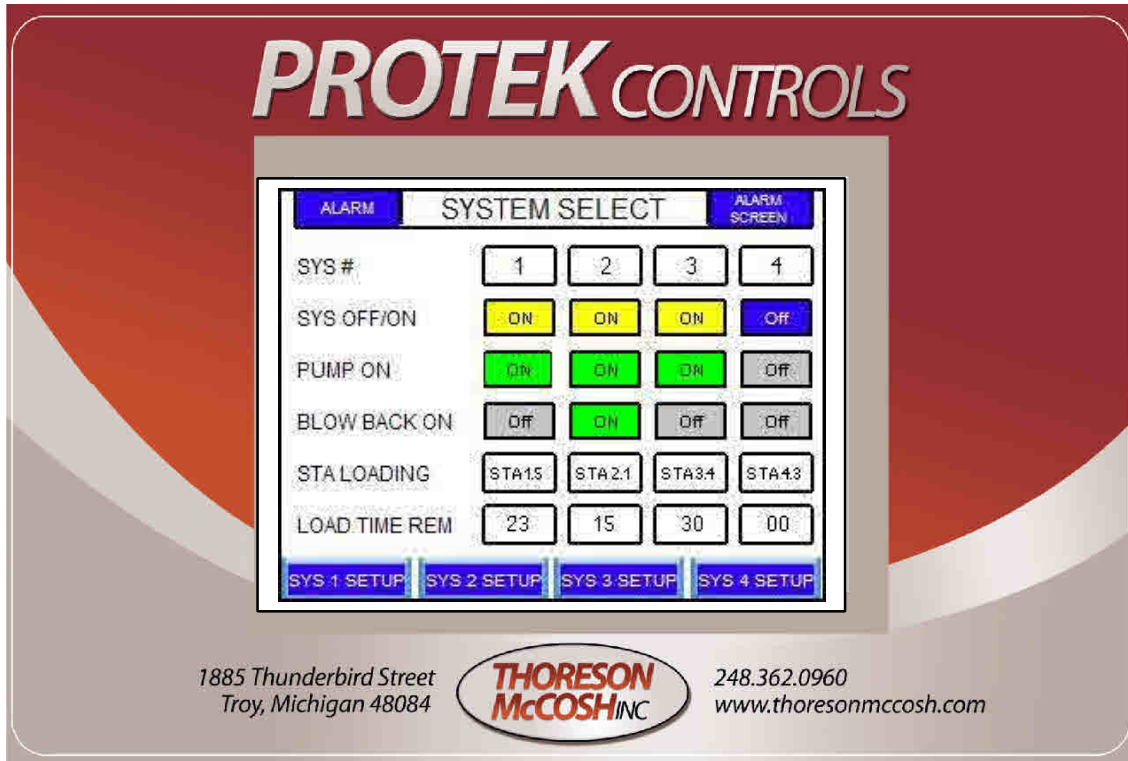 PROTEK CONTROLS
ALARM SYSTEM SELECT ALARM SCREEN
SYS # 1 2 3 4
SYS OFF/ON ON ON ON Off
PUMP ON ON ON ON Off
BLOW BACK ON Off ON Off Off
STA LOADING STA1.5 STA2.1 STA3.4 STA4.3
LOAD TIME REM 23 15 30 00
SYS 1 SETUP SYS 2 SETUP SYS 3 SETUP SYS 4 SETUP
1885 Thunderbird Street
Troy, Michigan 48084
THORESON
McCOSH INC
248.362.0960
www.thoresonmccosh.com